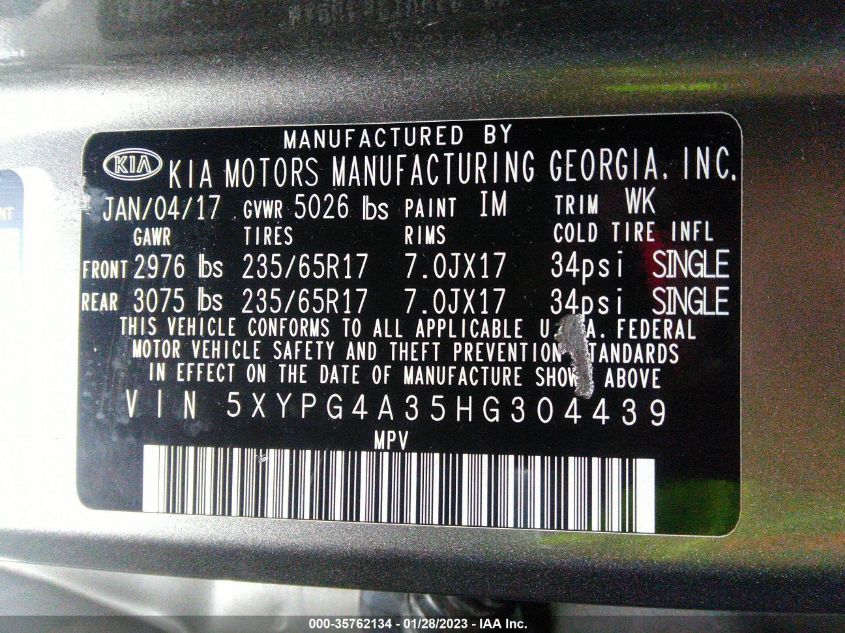 MANUFACTURED BY
KIA KIA MOTORS MANUFACTURING GEORGIA, INC.
JAN/04/17 GVWR 5026 lbs PAINT IM TRIM WK
GAWR TIRES RIMS COLD TIRE INFL
FRONT 2976 lbs 235/65R17 7.0JX17 34psi SINGLE
REAR 3075 lbs 235/65R17 7.0JX17 34psi SINGLE
THIS VEHICLE CONFORMS TO ALL APPLICABLE FEDERAL
MOTOR VEHICLE SAFETY AND THEFT PREVENTION
IN EFFECT ON THE DATE OF MANUFACTURE ABOVE
VIN 5XYPG4A35HG304439
MPV
000-35762134 - 01/28/2023 - IAA Inc.